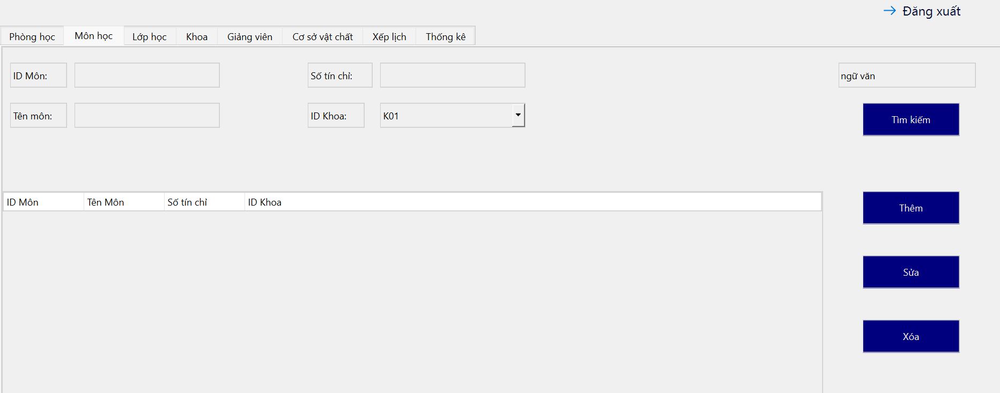 Đăng xuất
Phòng học Môn học Lớp học Khoa Giảng viên Cơ sở vật chất Xếp lịch Thống kê
ID Môn: Số tín chỉ: ngữ văn
Tên môn: ID Khoa: K01
Tìm kiếm
ID Môn Tên Môn Số tín chỉ ID Khoa
Thêm
Sửa
Xóa